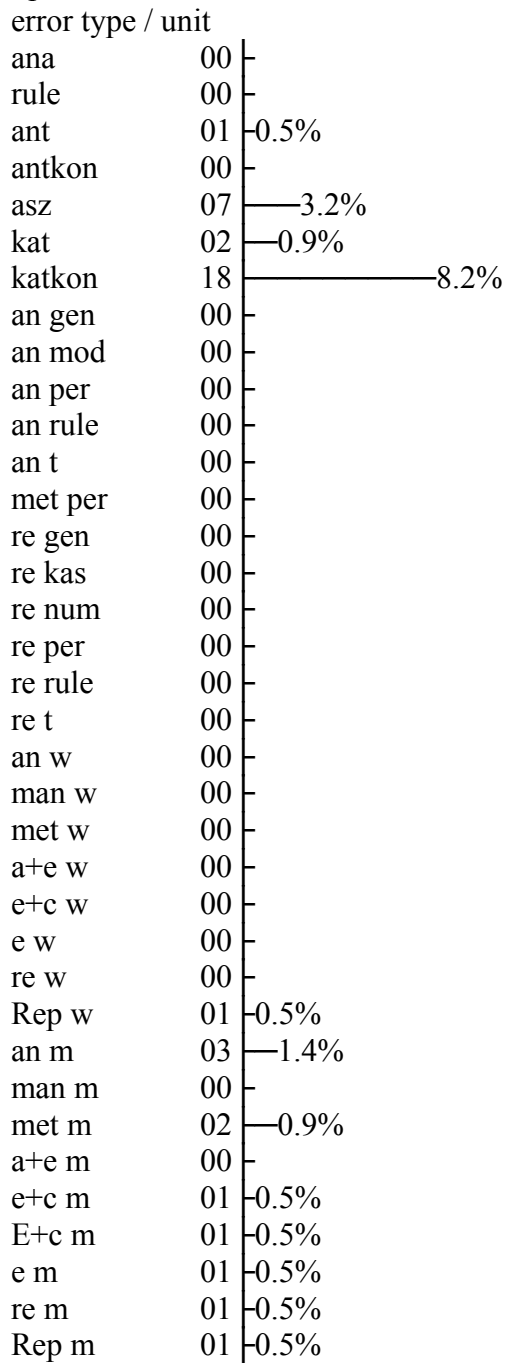 error type / unit
ana 00
rule 00
ant 01 0.5%
antkon 00
asz 07 3.2%
kat 02 0.9%
katkon 18 8.2%
an gen 00
an mod 00
an per 00
an rule 00
an t 00
met per 00
re gen 00
re kas 00
re num 00
re per 00
re rule 00
re t 00
an w 00
man w 00
met w 00
a+e w 00
e+c w 00
e w 00
re w 00
Rep w 01 0.5%
an m 03 1.4%
man m 00
met m 02 0.9%
a+e m 00
e+c m 01 0.5%
E+c m 01 0.5%
e m 01 0.5%
re m 01 0.5%
Rep m 01 0.5%